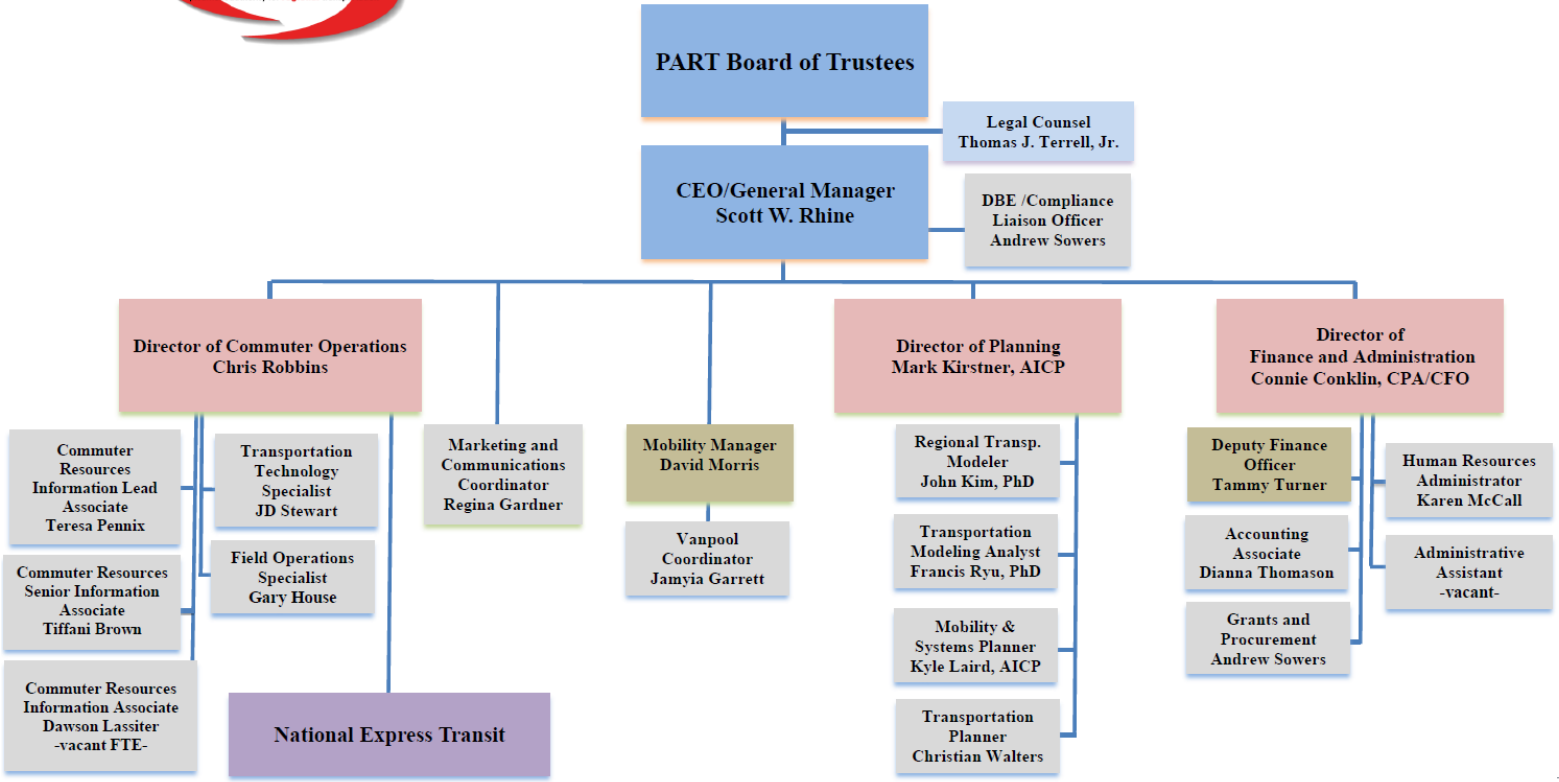 PART Board of Trustees
Legal Counsel
Thomas J. Terrell, Jr.
CEO/General Manager
Scott W. Rhine
DBE /Compliance
Liaison Officer
Andrew Sowers
Director of Commuter Operations
Chris Robbins
Director of Planning
Mark Kirstner, AICP
Director of
Finance and Administration
Connie Conklin, CPA/CFO
Commuter
Resources
Information Lead
Associate
Teresa Pennix
Transportation
Technology
Specialist
JD Stewart
Commuter Resources
Senior Information
Associate
Tiffani Brown
Field Operations
Specialist
Gary House
Commuter Resources
Information Associate
Dawson Lassiter
-vacant FTE-
National Express Transit
Marketing and
Communications
Coordinator
Regina Gardner
Mobility Manager
David Morris
Vanpool
Coordinator
Jamyia Garrett
Regional Transp.
Modeler
John Kim, PhD
Transportation
Modeling Analyst
Francis Ryu, PhD
Mobility &
Systems Planner
Kyle Laird, AICP
Transportation
Planner
Christian Walters
Deputy Finance
Officer
Tammy Turner
Accounting
Associate
Dianna Thomason
Grants and
Procurement
Andrew Sowers
Human Resources
Administrator
Karen McCall
Administrative
Assistant
-vacant-